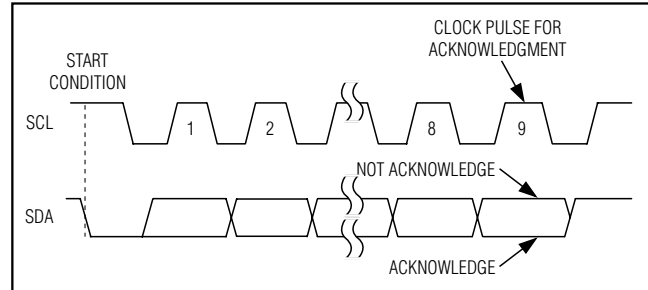 CLOCK PULSE FOR
ACKNOWLEDGMENT
START
CONDITION
SCL
1 2 8 9
NOT ACKNOWLEDGE
SDA
ACKNOWLEDGE